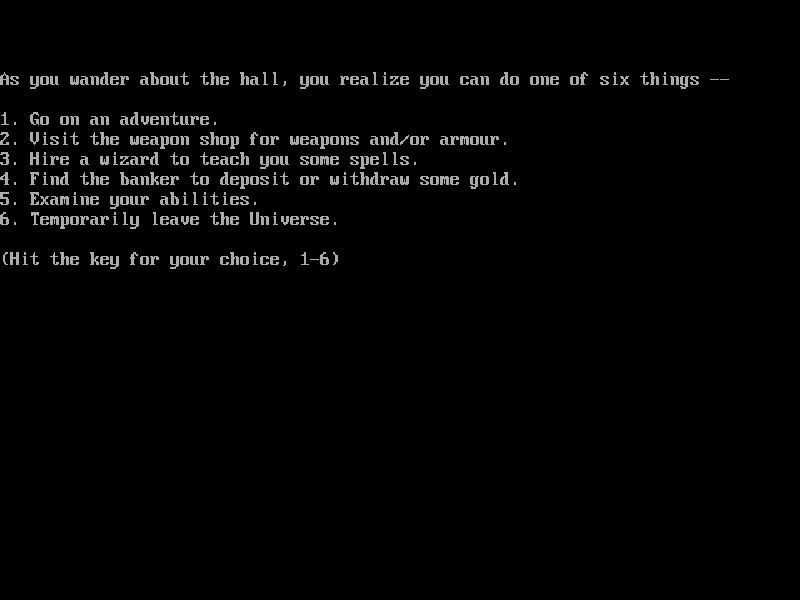 As you wander about the hall, you realize you can do one of six things --
1. Go on an adventure.
2. Visit the weapon shop for weapons and/or armour.
3. Hire a wizard to teach you some spells.
4. Find the banker to deposit or withdraw some gold.
5. Examine your abilities.
6. Temporarily leave the Universe.
(Hit the key for your choice, 1-6)